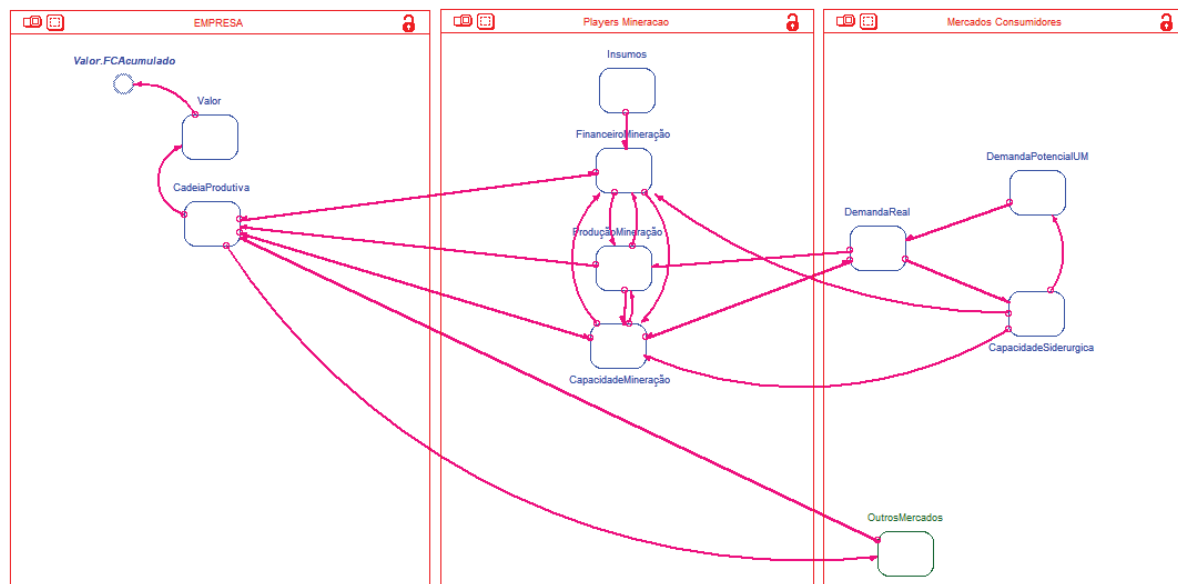 EMPRESA
Players Mineracao
Mercados Consumidores
Valor.FCAcumulado
Valor
CadeiaProdutiva
Insumos
FinanceiroMineração
ProduçãoMineração
CapacidadeMineração
DemandaPotencialUM
DemandaReal
CapacidadeSiderurgica
OutrosMercados